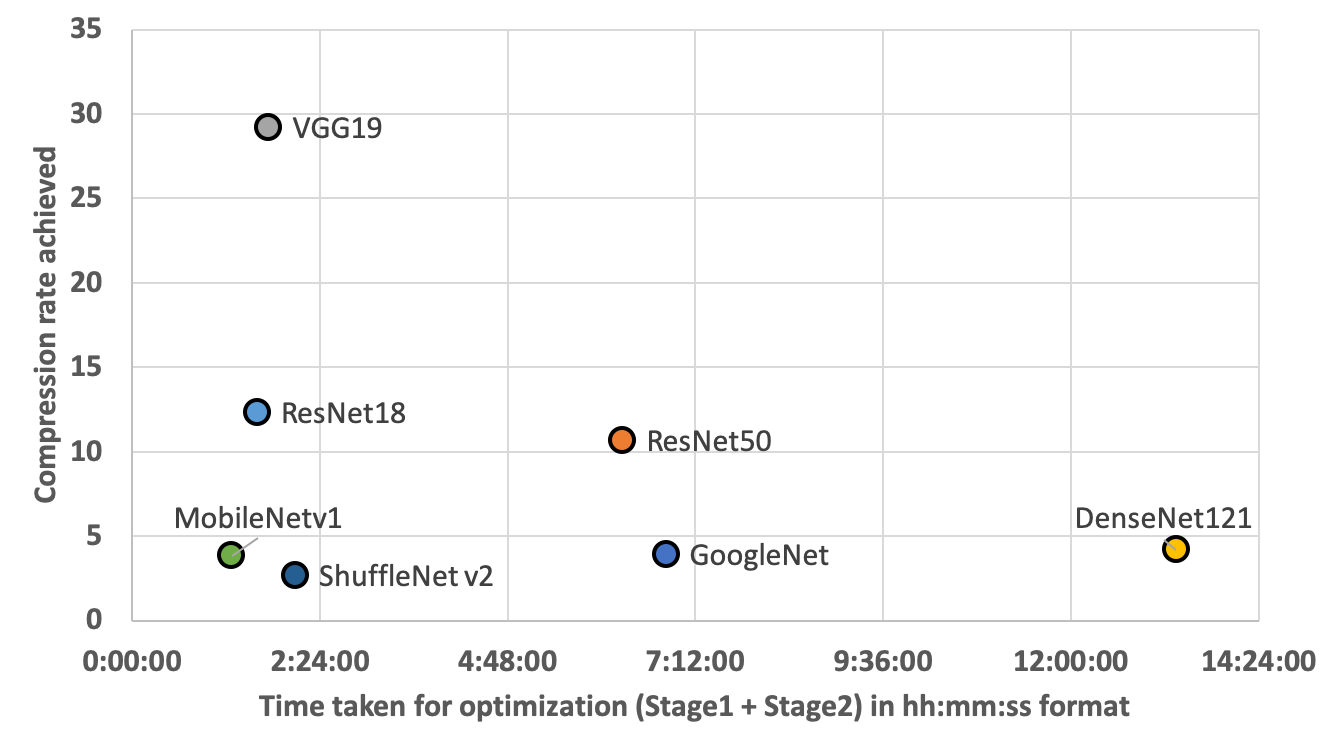 35
30
VGG19
25
20
15
ResNet18
10
ResNet50
MobileNetv1
DenseNet121
5
GoogleNet
ShuffleNet v2
0
Compression rate achieved
0:00:00 2:24:00 4:48:00 7:12:00 9:36:00 12:00:00 14:24:00
Time taken for optimization (Stage1 + Stage2) in hh:mm:ss format